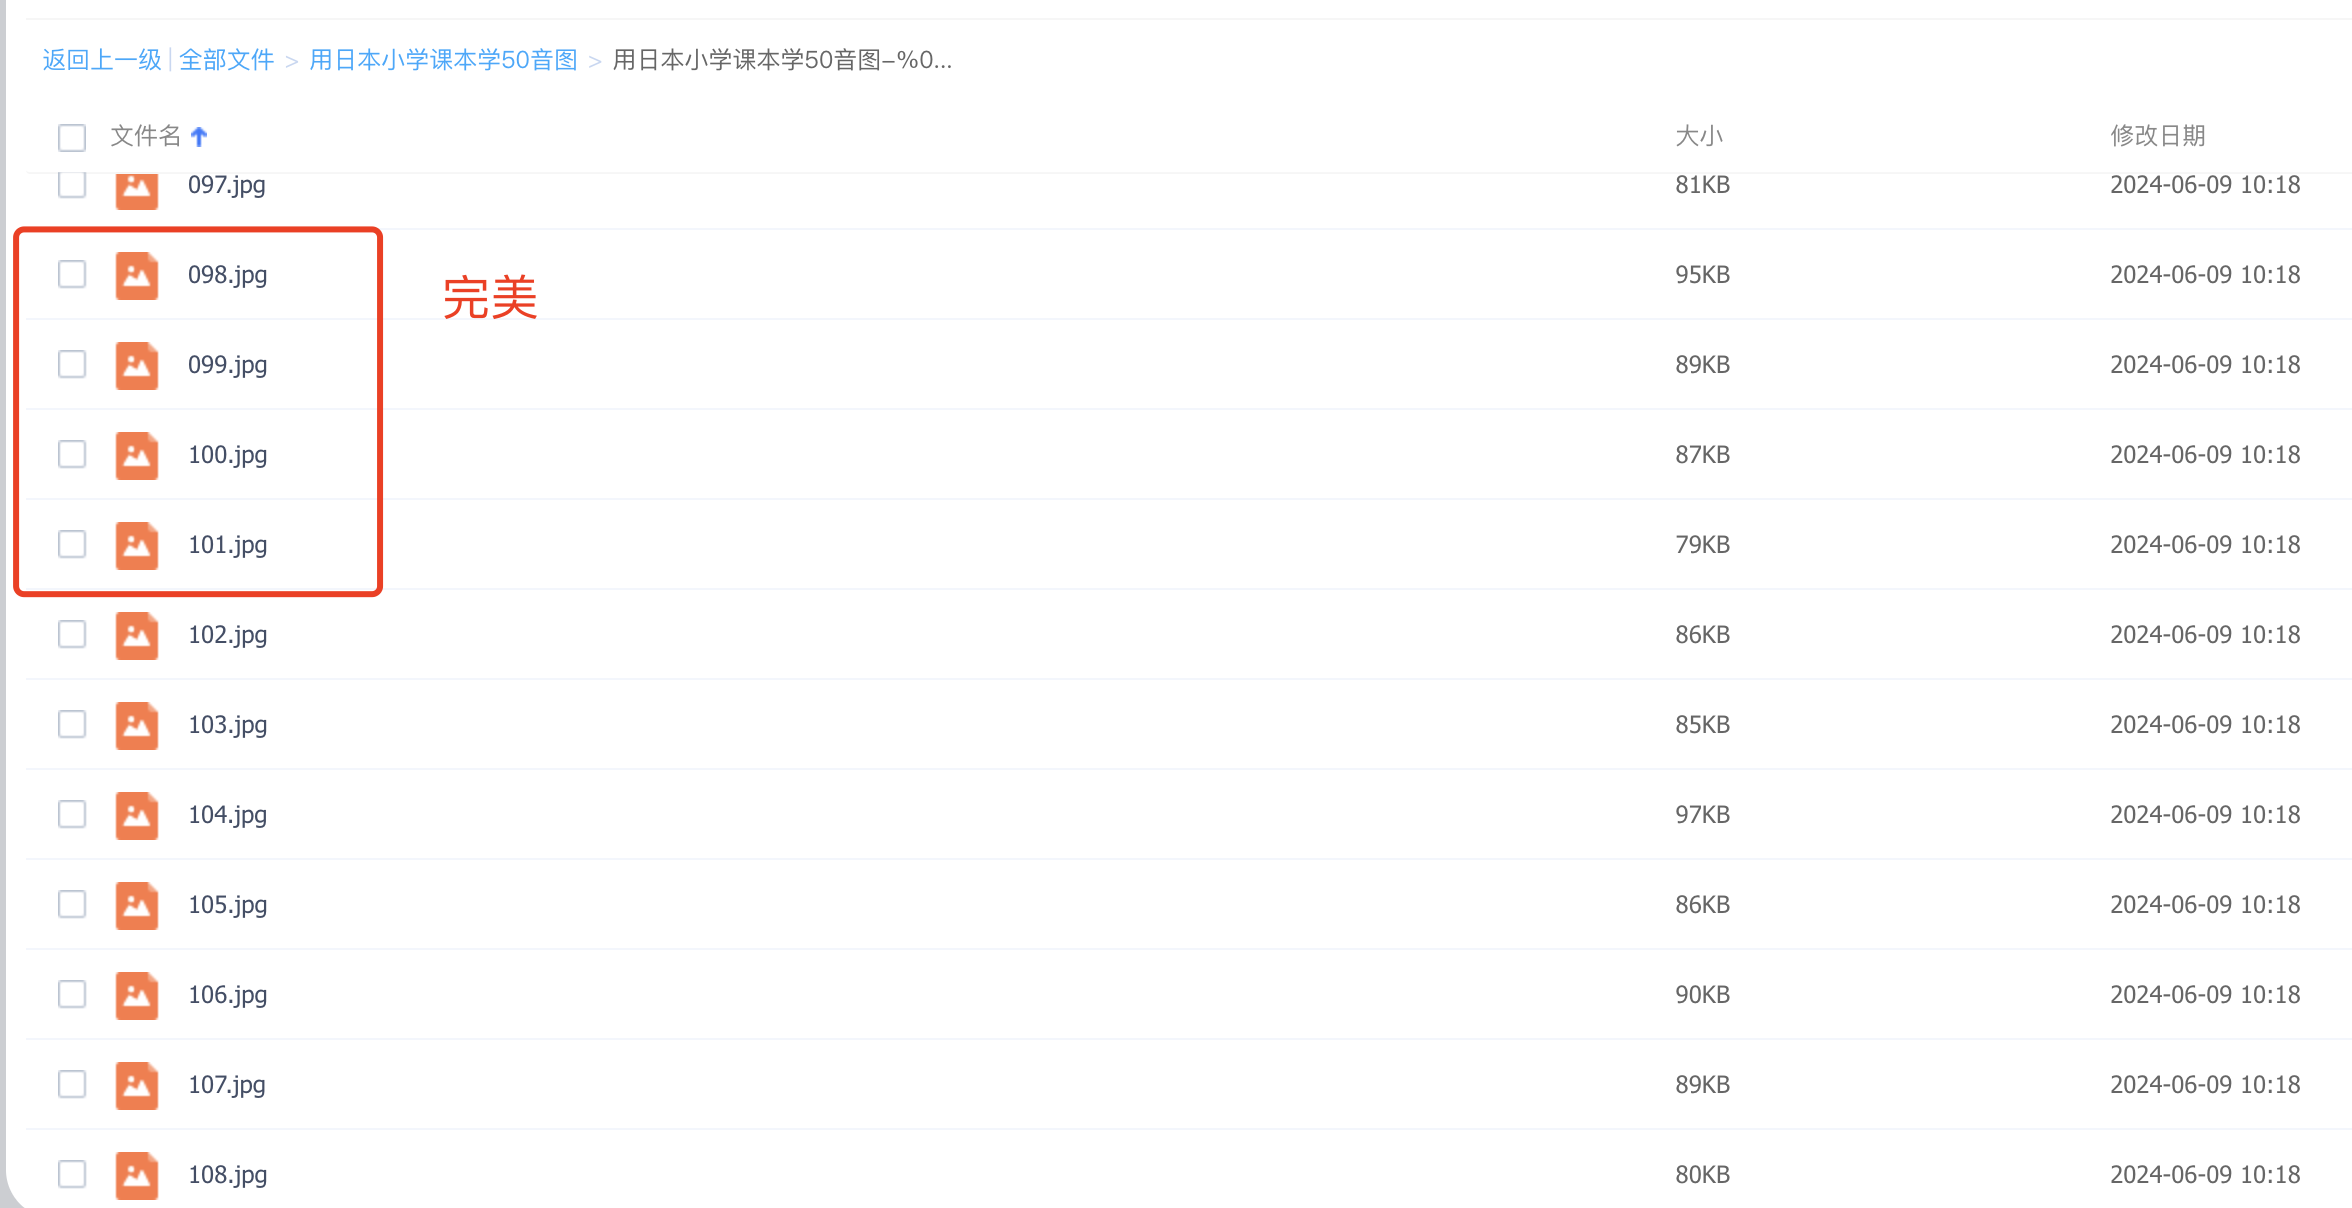 返回上一级 | 全部文件 > 用日本小学课本学50音图 > 用日本小学课本学50音图-%0...
文件名 大小 修改日期
097.jpg 81KB 2024-06-09 10:18
098.jpg 95KB 2024-06-09 10:18
完美
099.jpg 89KB 2024-06-09 10:18
100.jpg 87KB 2024-06-09 10:18
101.jpg 79KB 2024-06-09 10:18
102.jpg 86KB 2024-06-09 10:18
103.jpg 85KB 2024-06-09 10:18
104.jpg 97KB 2024-06-09 10:18
105.jpg 86KB 2024-06-09 10:18
106.jpg 90KB 2024-06-09 10:18
107.jpg 89KB 2024-06-09 10:18
108.jpg 80KB 2024-06-09 10:18